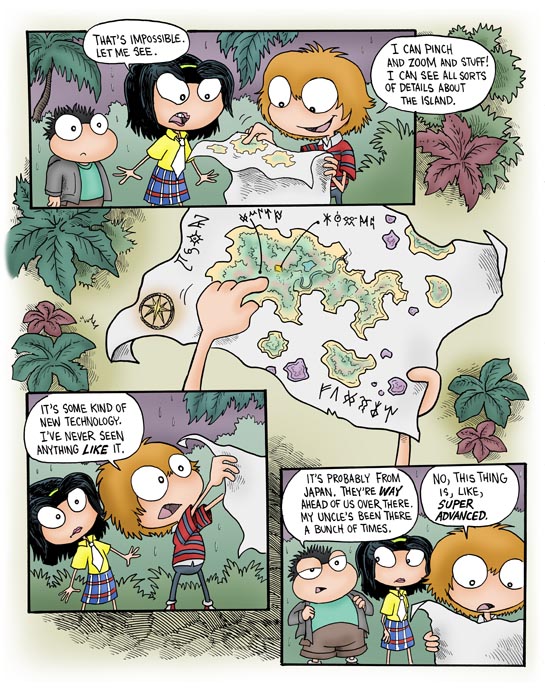 THAT'S IMPOSSIBLE.
LET ME SEE.
I CAN PINCH
AND ZOOM AND STUFF!
I CAN SEE ALL SORTS
OF DETAILS ABOUT
THE ISLAND.
IT'S SOME KIND OF
NEW TECHNOLOGY.
I'VE NEVER SEEN
ANYTHING LIKE IT.
IT'S PROBABLY FROM
JAPAN. THEY'RE WAY
AHEAD OF US OVER THERE.
MY UNCLE'S BEEN THERE
A BUNCH OF TIMES.
NO, THIS THING
IS, LIKE,
SUPER
ADVANCED.